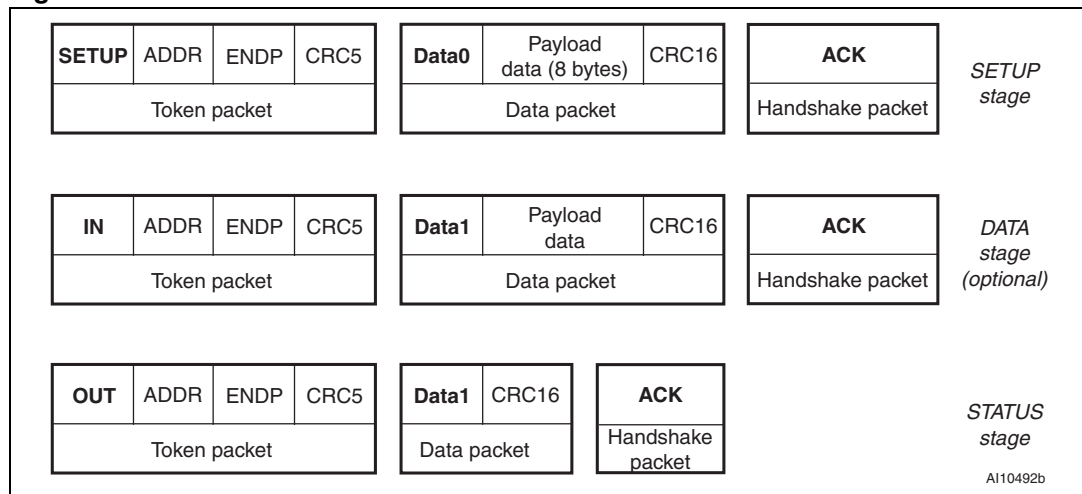 SETUP ADDR ENDP CRC5 Data0 Payload data (8 bytes) CRC16 ACK SETUP stage
Token packet Data packet Handshake packet
IN ADDR ENDP CRC5 Data1 Payload data CRC16 ACK DATA stage (optional)
Token packet Data packet Handshake packet
OUT ADDR ENDP CRC5 Data1 CRC16 ACK STATUS stage
Token packet Data packet Handshake packet
AI10492b